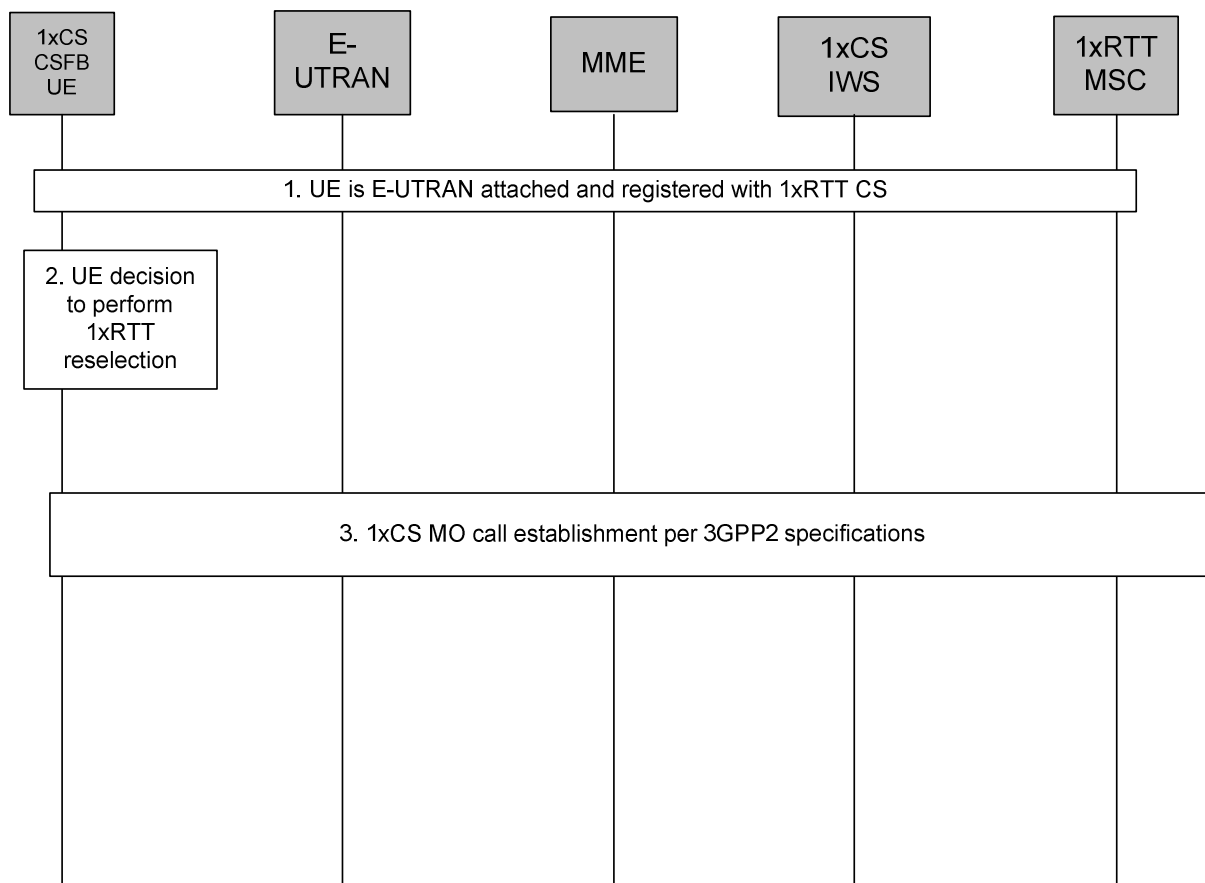 1xCS
CSFB
UE
E-
UTRAN
MME
1xCS
IWS
1xRTT
MSC
1. UE is E-UTRAN attached and registered with 1xRTT CS
2. UE decision
to perform
1xRTT
reselection
3. 1xCS MO call establishment per 3GPP2 specifications